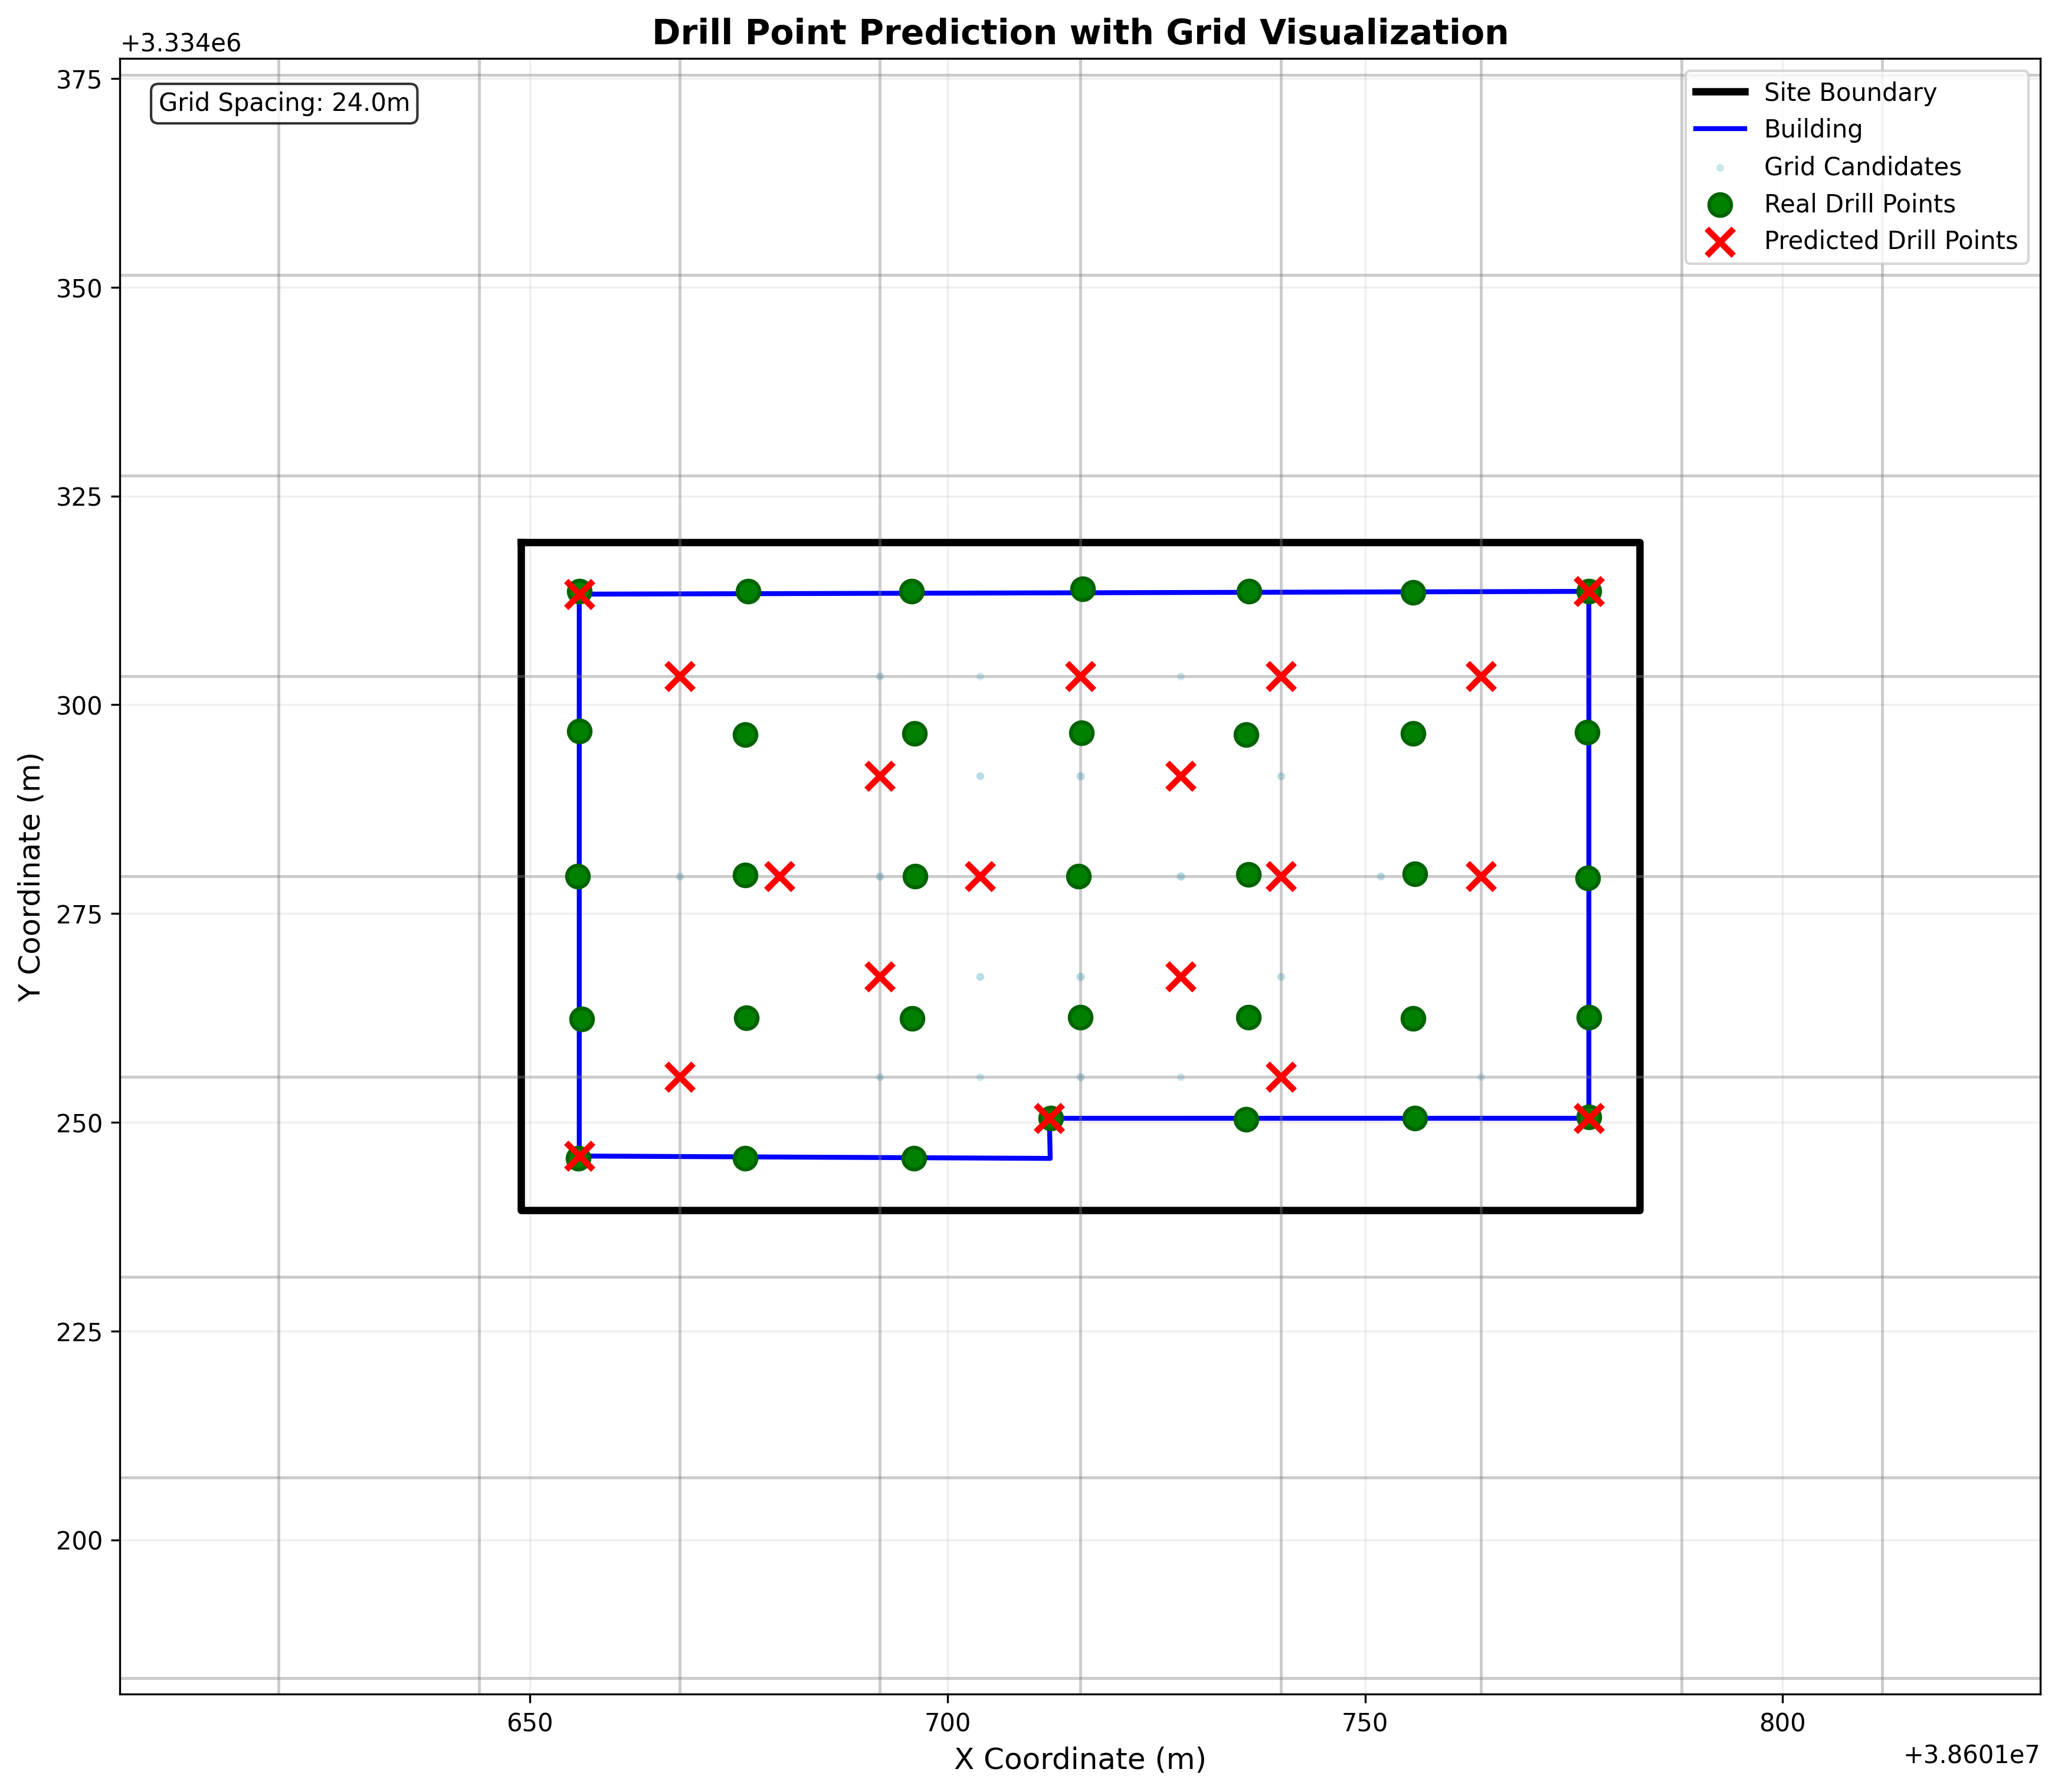 Drill Point Prediction with Grid Visualization
+3.334e6
Grid Spacing: 24.0m
Site Boundary
Building
Grid Candidates
Real Drill Points
Predicted Drill Points
375
350
325
300
275
250
225
200
Y Coordinate (m)
650
700
750
800
X Coordinate (m)
+3.8601e7